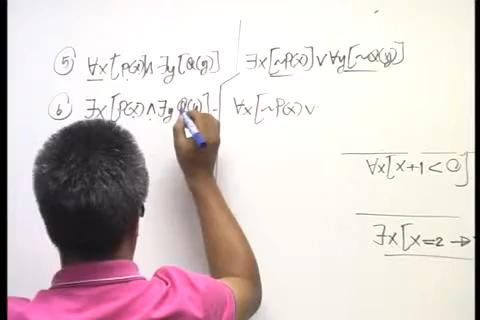 ⑤ ∀x[P(x)] ∧ ∃y[Q(y)] ∃x[~P(x)] ∨ ∀y[~Q(y)]
⑥ ∃x[P(x) ∧ ∃y Q(y)] ∀x[~P(x) ∨
∀x[x+1<0]
∃x[x=2 →